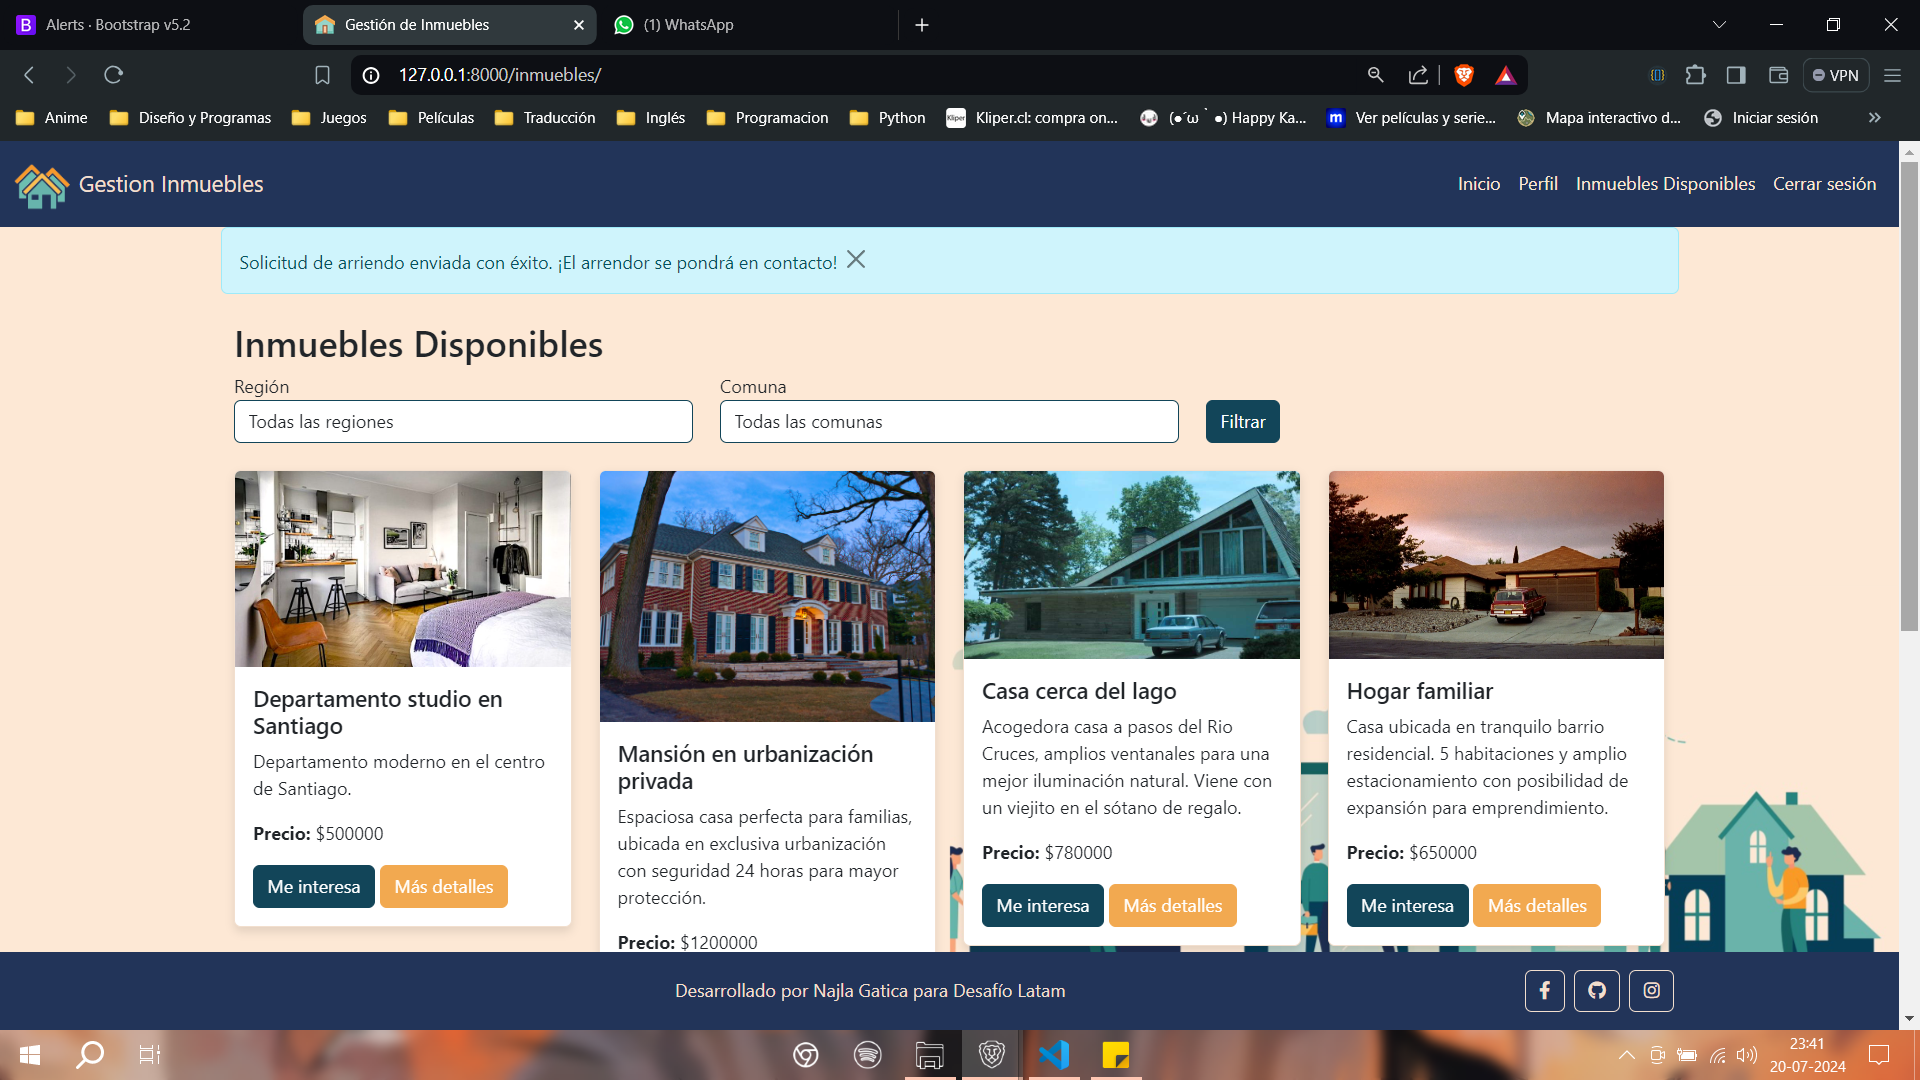 Alerts · Bootstrap v5.2
Gestión de Inmuebles
(1) WhatsApp
127.0.0.1:8000/inmuebles/
VPN
Anime
Diseño y Programas
Juegos
Películas
Traducción
Inglés
Programacion
Python
Kliper.cl: compra on...
(●´ω｀●) Happy Ka...
Ver películas y serie...
Mapa interactivo d...
Iniciar sesión
Gestion Inmuebles
Inicio
Perfil
Inmuebles Disponibles
Cerrar sesión
Solicitud de arriendo enviada con éxito. ¡El arrendor se pondrá en contacto!
Inmuebles Disponibles
Región
Comuna
Todas las regiones
Todas las comunas
Filtrar
Departamento studio en
Santiago
Departamento moderno en el centro
de Santiago.
Precio: $500000
Me interesa
Más detalles
Mansión en urbanización
privada
Espaciosa casa perfecta para familias,
ubicada en exclusiva urbanización
con seguridad 24 horas para mayor
protección.
Precio: $1200000
Casa cerca del lago
Acogedora casa a pasos del Rio
Cruces, amplios ventanales para una
mejor iluminación natural. Viene con
un viejito en el sótano de regalo.
Precio: $780000
Me interesa
Más detalles
Hogar familiar
Casa ubicada en tranquilo barrio
residencial. 5 habitaciones y amplio
estacionamiento con posibilidad de
expansión para emprendimiento.
Precio: $650000
Me interesa
Más detalles
Desarrollado por Najla Gatica para Desafío Latam
23:41
20-07-2024